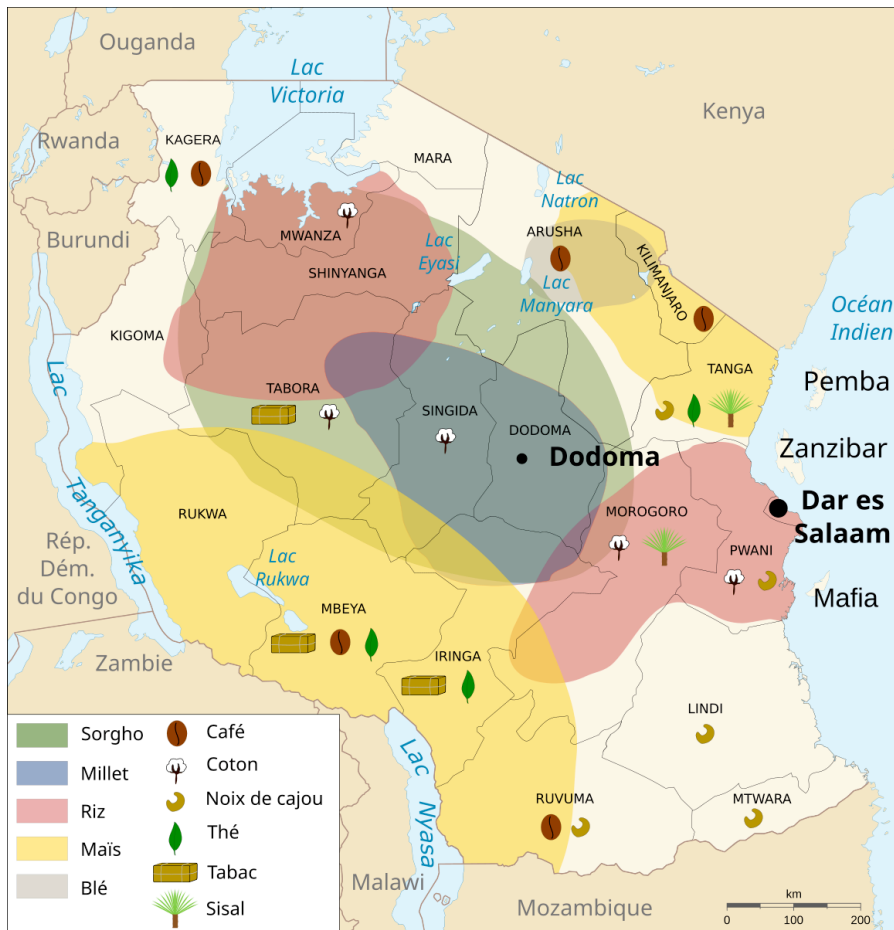 Ouganda
Lac
Victoria
Kenya
Rwanda
KAGERA
MARA
Lac
Natron
Burundi
MWANZA
Lac
Eyasi
ARUSHA
SHINYANGA
KILIMANJARO
Lac
Manyara
Océan
Indien
KIGOMA
Lac
Tanganyika
TABORA
TANGA
Pemba
SINGIDA
DODOMA
Dodoma
Zanzibar
RUKWA
MOROGORO
Dar es
Salaam
Rép.
Dém.
du Congo
Lac
Rukwa
PWANI
MBEYA
Mafia
Zambie
IRINGA
LINDI
Lac
Nyasa
RUVUMA
MTWARA
Malawi
Mozambique
Sorgho
Millet
Riz
Maïs
Blé
Café
Coton
Noix de cajou
Thé
Tabac
Sisal
km
0 100 200